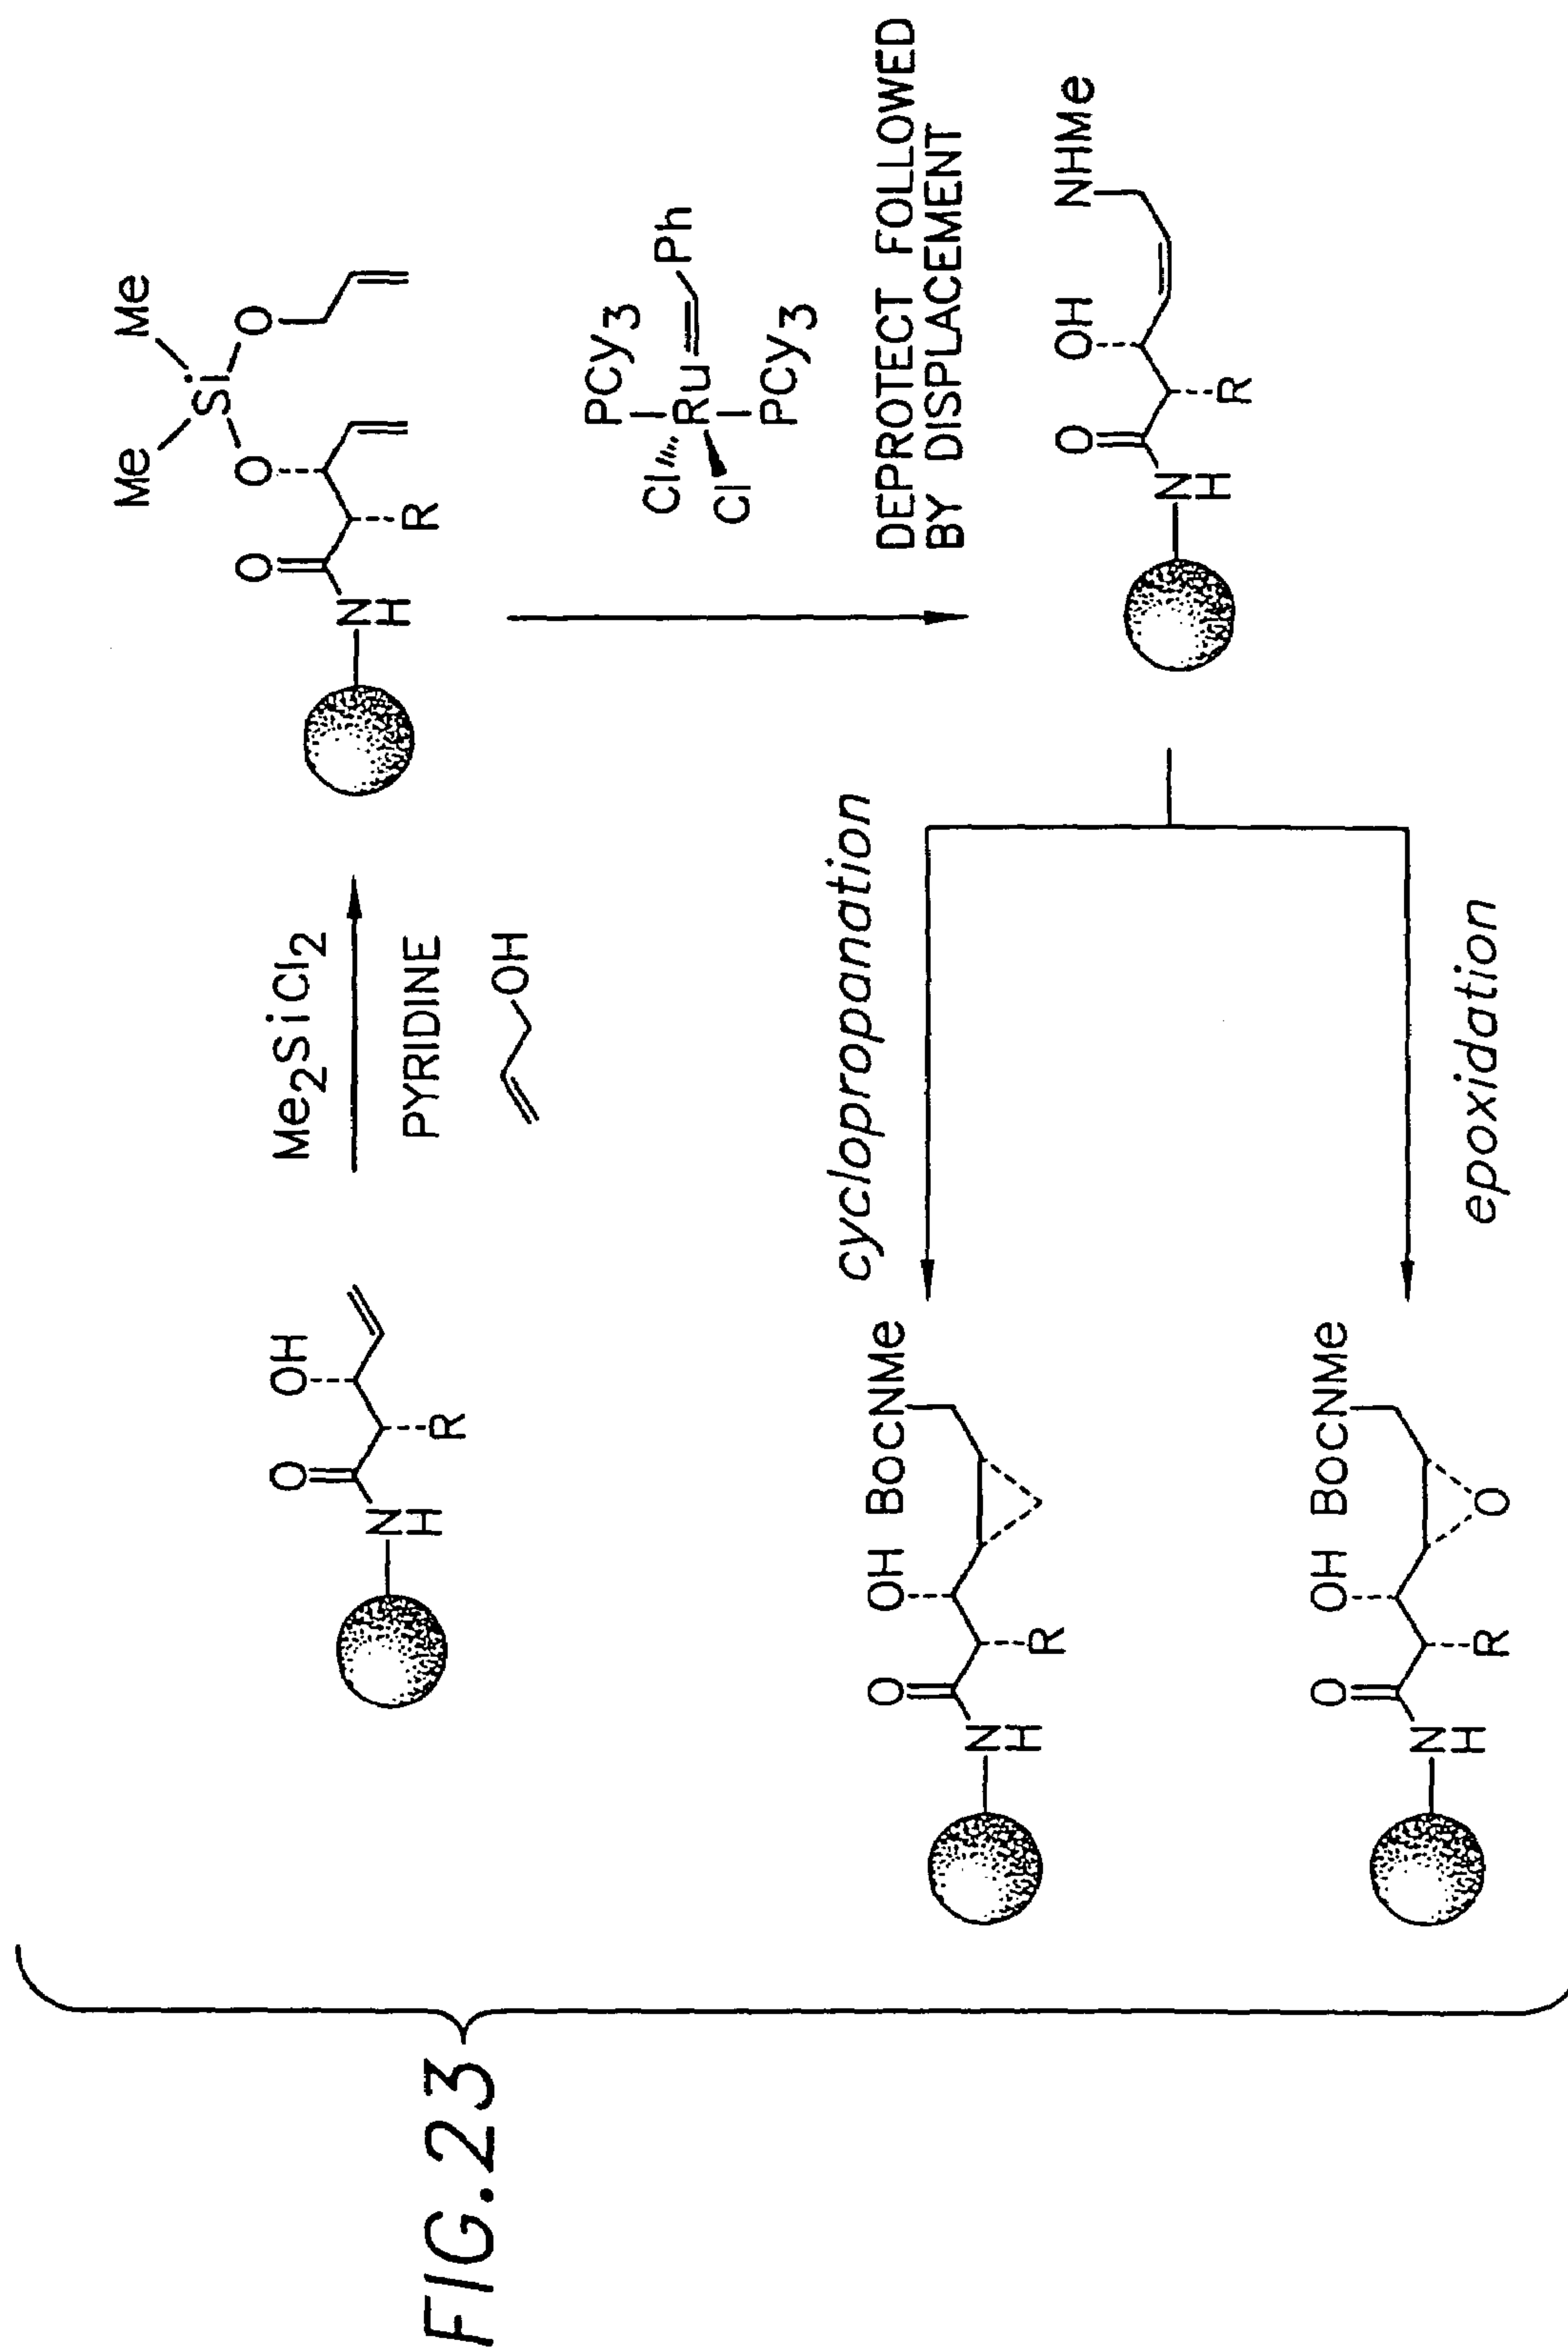 FIG.23
OH
O
R
N
H
Me2SiCl2
PYRIDINE
OH
Me
Me
Si
O
O
O
R
N
H
PCy3
Cl
Ru
Ph
Cl
PCy3
DEPROTECT FOLLOWED
BY DISPLACEMENT
OH
NHMe
O
R
N
H
cyclopropanation
OH BOCNMe
O
R
N
H
epoxidation
OH BOCNMe
O
R
O
N
H